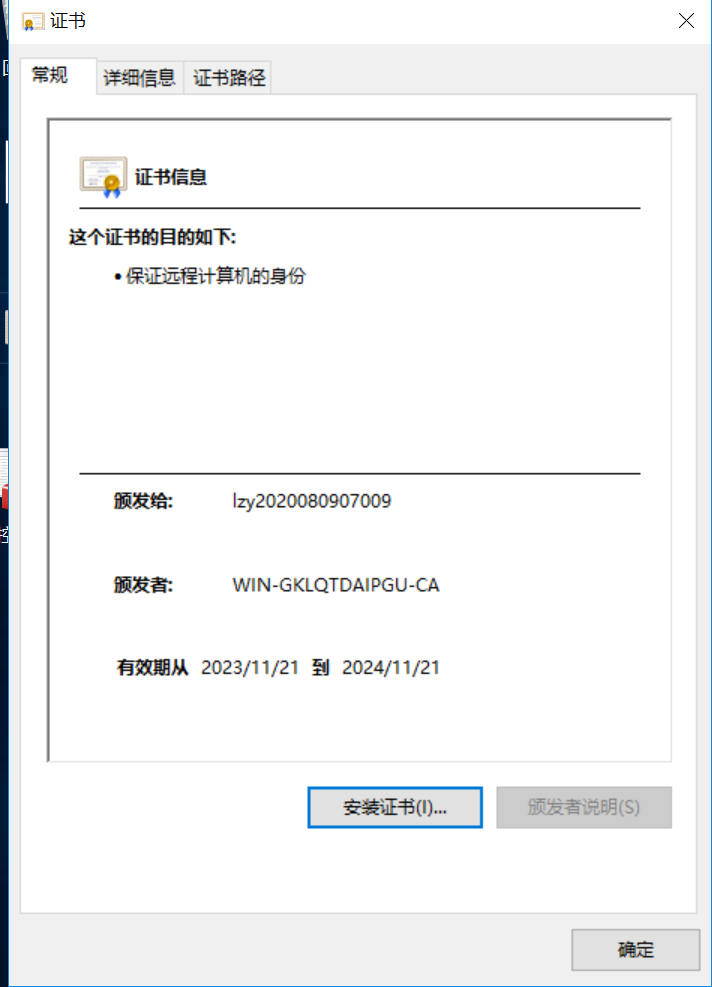 证书
常规
详细信息
证书路径
证书信息
这个证书的目的如下:
• 保证远程计算机的身份
颁发给: lzy2020080907009
颁发者: WIN-GKLQTDAIPGU-CA
有效期从 2023/11/21 到 2024/11/21
安装证书(I)...
颁发者说明(S)
确定